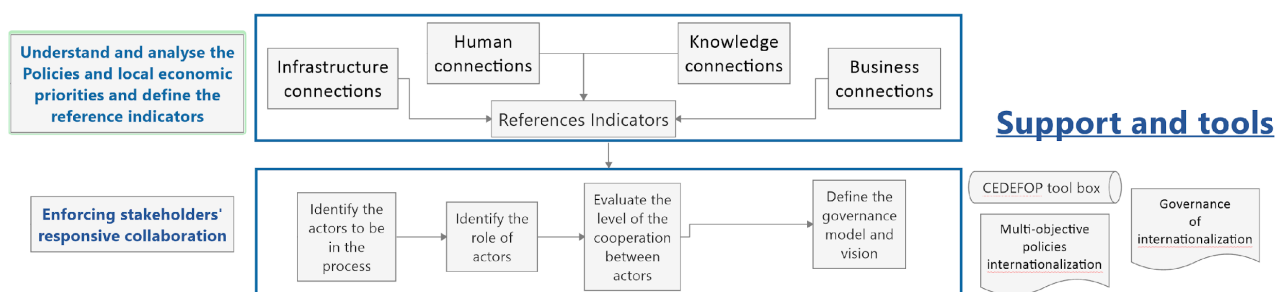 Understand and analyse the
Policies and local economic
priorities and define the
reference indicators
Infrastructure
connections
Human
connections
Knowledge
connections
Business
connections
References Indicators
Support and tools
Enforcing stakeholders'
responsive collaboration
Identify the
actors to be
in the
process
Identify the
role of
actors
Evaluate the
level of the
cooperation
between
actors
Define the
governance
model and
vision
CEDEFOP tool box
Multi-objective
policies
internationalization
Governance
of
internationalization